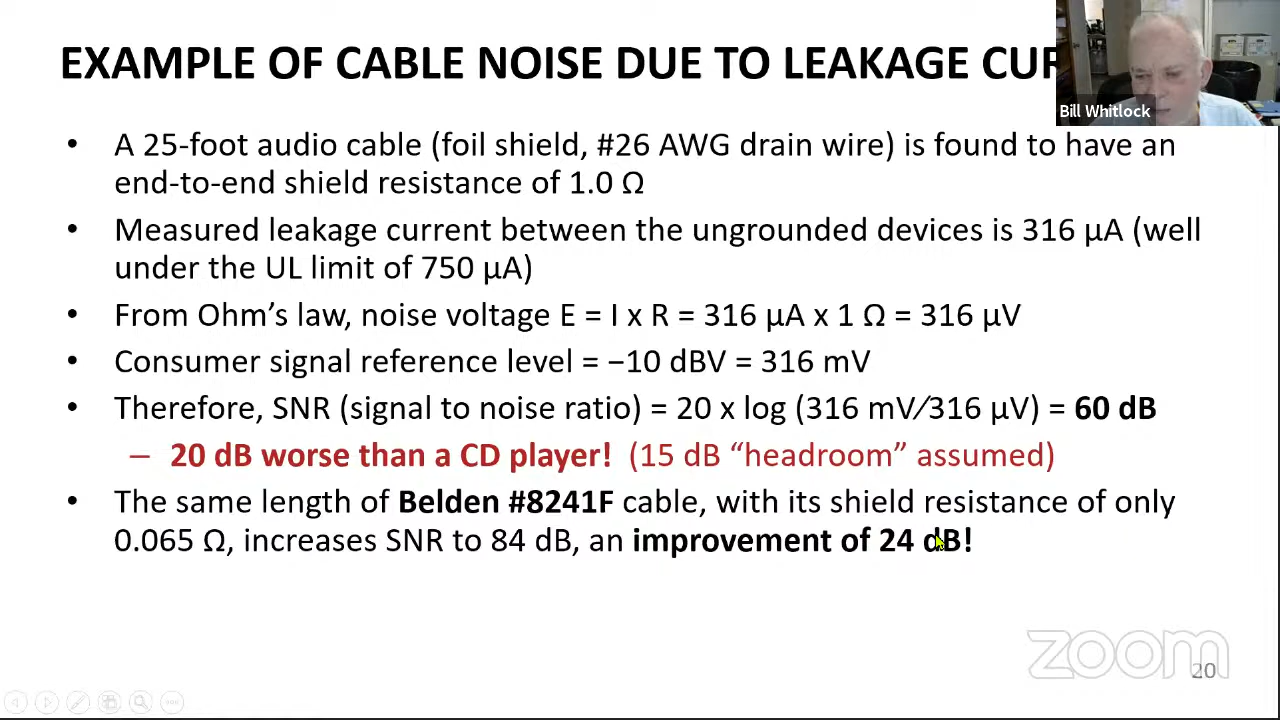 EXAMPLE OF CABLE NOISE DUE TO LEAKAGE CUR
Bill Whitlock
• A 25-foot audio cable (foil shield, #26 AWG drain wire) is found to have an
end-to-end shield resistance of 1.0 Ω
• Measured leakage current between the ungrounded devices is 316 µA (well
under the UL limit of 750 µA)
• From Ohm’s law, noise voltage E = I x R = 316 µA x 1 Ω = 316 µV
• Consumer signal reference level = −10 dBV = 316 mV
• Therefore, SNR (signal to noise ratio) = 20 x log (316 mV ∕ 316 µV) = 60 dB
– 20 dB worse than a CD player! (15 dB “headroom” assumed)
• The same length of Belden #8241F cable, with its shield resistance of only
0.065 Ω, increases SNR to 84 dB, an improvement of 24 dB!
zoom
20